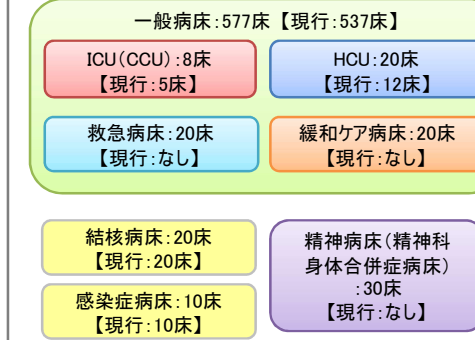 一般病床:577床【現行:537床】
ICU(CCU):8床
【現行:5床】
HCU:20床
【現行:12床】
救急病床:20床
【現行:なし】
緩和ケア病床:20床
【現行:なし】
結核病床:20床
【現行:20床】
感染症病床:10床
【現行:10床】
精神病床(精神科
身体合併症病床)
:30床
【現行:なし】